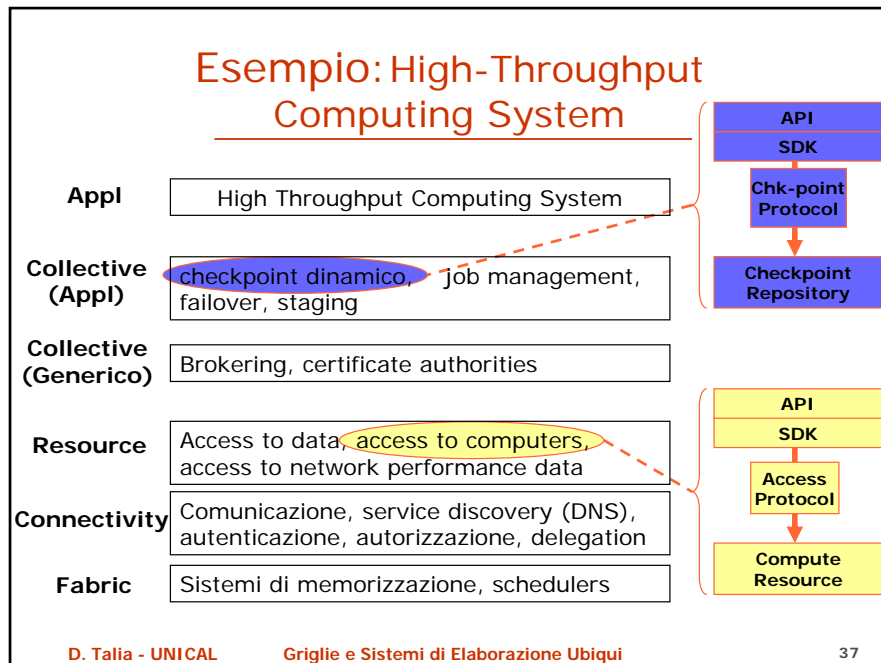 Esempio: High-Throughput
Computing System
Appl
High Throughput Computing System
Collective
(Appl)
checkpoint dinamico, job management,
failover, staging
Collective
(Generico)
Brokering, certificate authorities
Resource
Access to data, access to computers,
access to network performance data
Connectivity
Comunicazione, service discovery (DNS),
autenticazione, autorizzazione, delegation
Fabric
Sistemi di memorizzazione, schedulers
API
SDK
Chk-point
Protocol
Checkpoint
Repository
API
SDK
Access
Protocol
Compute
Resource
D. Talia - UNICAL Griglie e Sistemi di Elaborazione Ubiqui 37